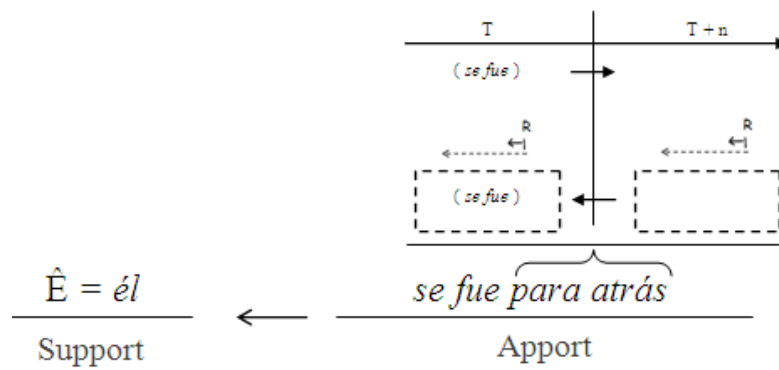 T T + n
(se fue)
R R
(se fue)
Ê = él se fue para atrás
Support Apport